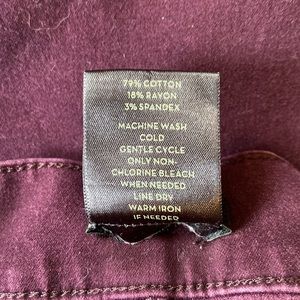 79% COTTON
18% RAYON
3% SPANDEX
MACHINE WASH
COLD
GENTLE CYCLE
ONLY NON-
CHLORINE BLEACH
WHEN NEEDED
LINE DRY
WARM IRON
IF NEEDED